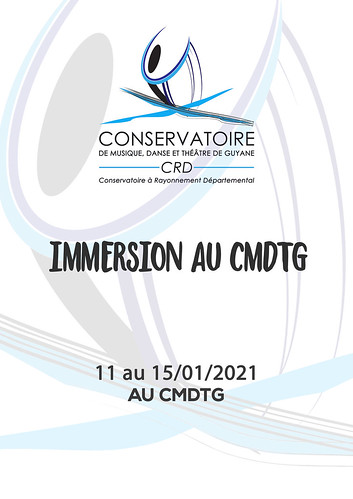 CONSERVATOIRE
DE MUSIQUE, DANSE ET THÉÂTRE DE GUYANE
CRD
Conservatoire à Rayonnement Départemental
IMMERSION AU CMDTG
11 au 15/01/2021
AU CMDTG